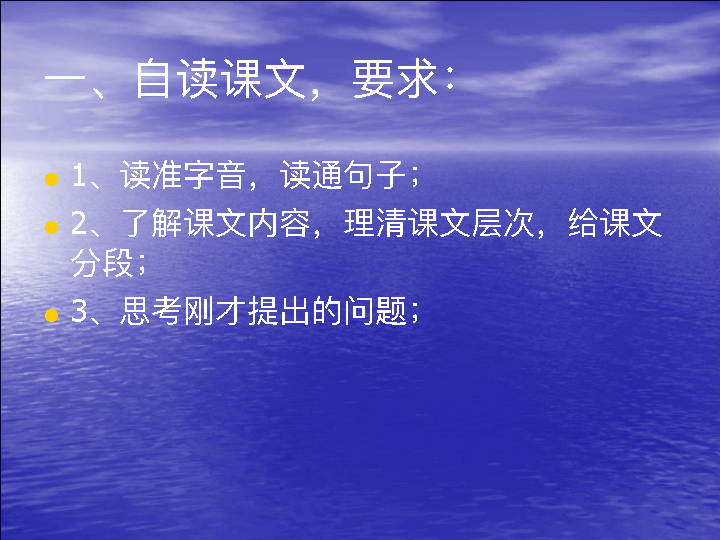 一、自读课文，要求：
1、读准字音，读通句子；
2、了解课文内容，理清课文层次，给课文
分段；
3、思考刚才提出的问题；